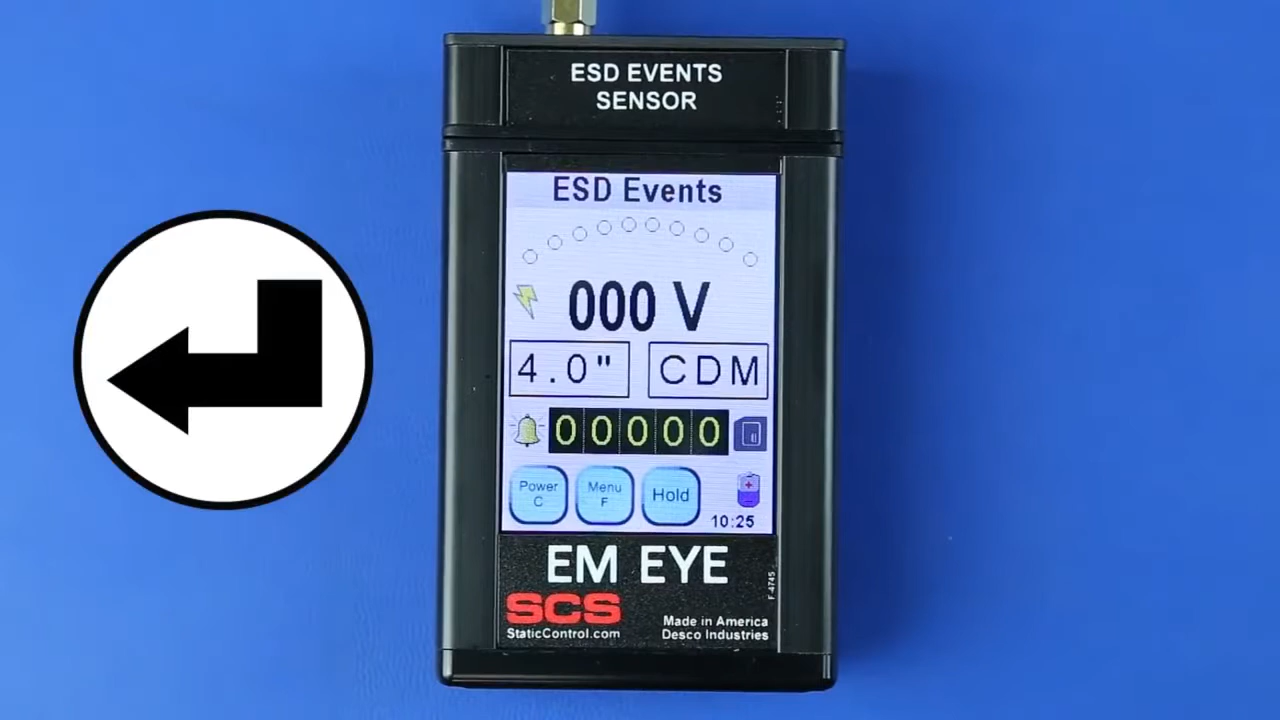 ESD EVENTS
SENSOR
ESD Events
000 V
4.0" CDM
00000
Power
C
Menu
F
Hold
10:25
EM EYE
F-4745
SCS
StaticControl.com
Made in America
Desco Industries